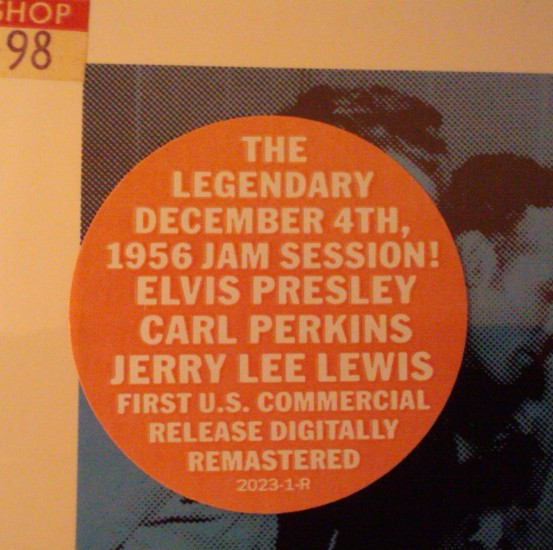 SHOP
98
THE
LEGENDARY
DECEMBER 4TH,
1956 JAM SESSION!
ELVIS PRESLEY
CARL PERKINS
JERRY LEE LEWIS
FIRST U.S. COMMERCIAL
RELEASE DIGITALLY
REMASTERED
2023-1-R